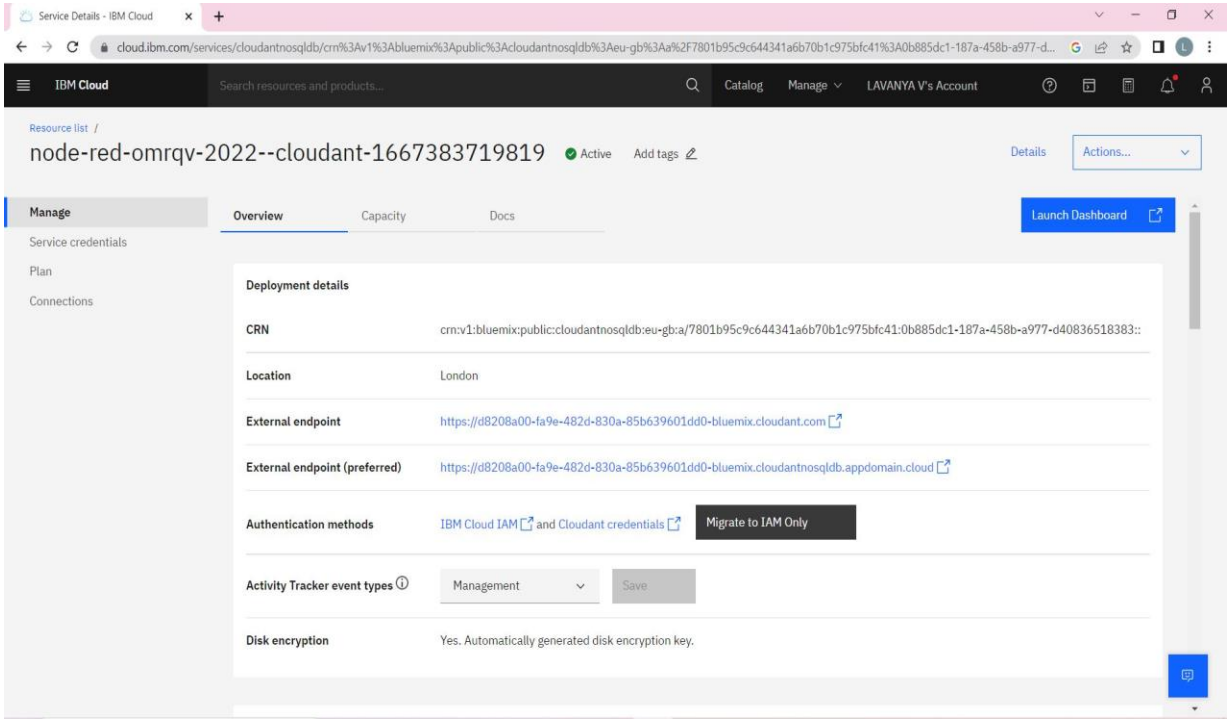 Service Details - IBM Cloud
cloud.ibm.com/services/cloudantnosqldb/crn%3Av1%3Abluemix%3Apublic%3Acloudantnosqldb%3Aeu-gb%3Aa%2F7801b95c9c644341a6b70b1c975bfc41%3A0b885dc1-187a-458b-a977-d... G L
IBM Cloud Search resources and products... Catalog Manage LAVANYA V's Account
Resource list /
node-red-omrqv-2022--cloudant-1667383719819 Active Add tags Details Actions...
Manage
Service credentials
Plan
Connections
Overview Capacity Docs Launch Dashboard
Deployment details
CRN crn:v1:bluemix:public:cloudantnosqldb:eu-gb:a/7801b95c9c644341a6b70b1c975bfc41:0b885dc1-187a-458b-a977-d40836518383::
Location London
External endpoint https://d8208a00-fa9e-482d-830a-85b639601dd0-bluemix.cloudant.com
External endpoint (preferred) https://d8208a00-fa9e-482d-830a-85b639601dd0-bluemix.cloudantnosqldb.appdomain.cloud
Authentication methods IBM Cloud IAM and Cloudant credentials Migrate to IAM Only
Activity Tracker event types Management Save
Disk encryption Yes. Automatically generated disk encryption key.